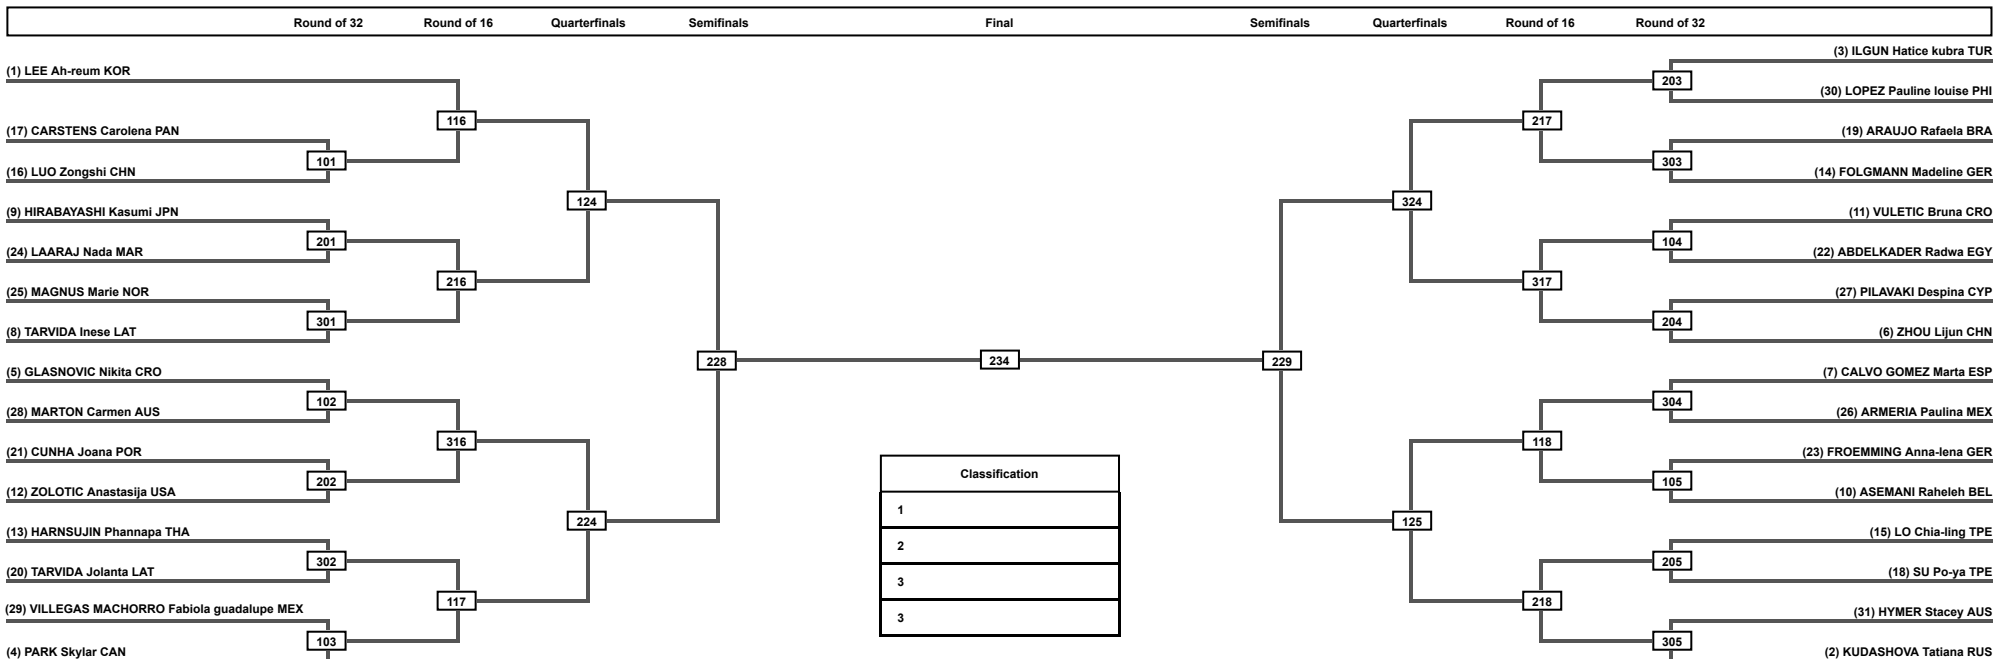 Round of 32 Round of 16 Quarterfinals Semifinals Final Semifinals Quarterfinals Round of 16 Round of 32
(3) ILGUN Hatice kubra TUR
(1) LEE Ah-reum KOR
203
(30) LOPEZ Pauline louise PHI
116 217
(17) CARSTENS Carolena PAN (19) ARAUJO Rafaela BRA
101 303
(16) LUO Zongshi CHN (14) FOLGMANN Madeline GER
124 324
(9) HIRABAYASHI Kasumi JPN (11) VULETIC Bruna CRO
201 104
(24) LAARAJ Nada MAR (22) ABDELKADER Radwa EGY
216 317
(25) MAGNUS Marie NOR (27) PILAVAKI Despina CYP
301 204
(8) TARVIDA Inese LAT (6) ZHOU Lijun CHN
228 234 229
(5) GLASNOVIC Nikita CRO (7) CALVO GOMEZ Marta ESP
102 304
(28) MARTON Carmen AUS (26) ARMERIA Paulina MEX
316 118
(21) CUNHA Joana POR (23) FROEMMING Anna-lena GER
Classification
202 105
(12) ZOLOTIC Anastasija USA (10) ASEMANI Raheleh BEL
1
224 125
(13) HARNSUJIN Phannapa THA (15) LO Chia-ling TPE
2
302 205
(20) TARVIDA Jolanta LAT (18) SU Po-ya TPE
3
117 218
(29) VILLEGAS MACHORRO Fabiola guadalupe MEX (31) HYMER Stacey AUS
3
103 305
(4) PARK Skylar CAN (2) KUDASHOVA Tatiana RUS